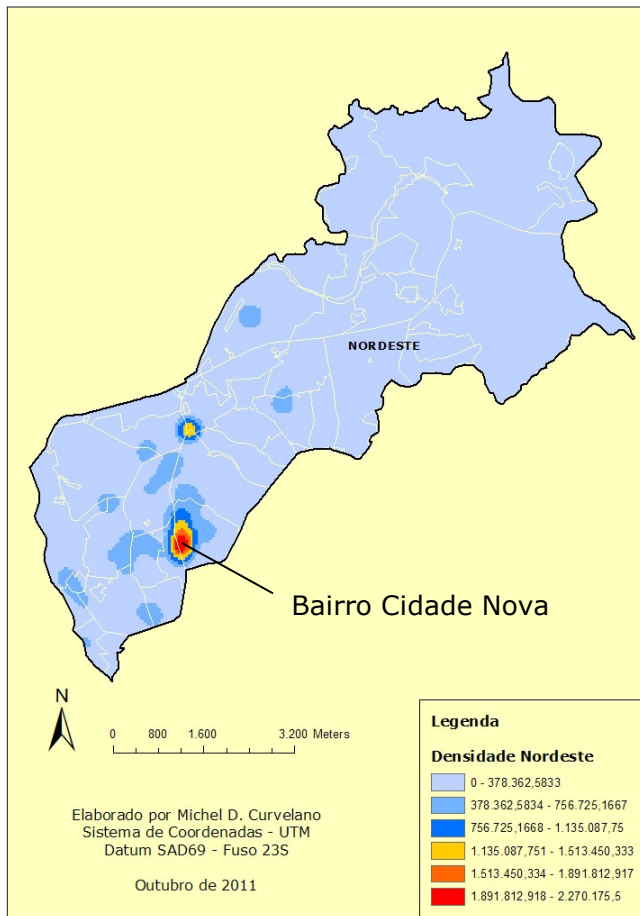 NORDESTE
Bairro Cidade Nova
N
0 800 1.600 3.200 Meters
Elaborado por Michel D. Curvelano
Sistema de Coordenadas - UTM
Datum SAD69 - Fuso 23S
Outubro de 2011
Legenda
Densidade Nordeste
0 - 378.362,5833
378.362,5834 - 756.725,1667
756.725,1668 - 1.135.087,75
1.135.087,751 - 1.513.450,333
1.513.450,334 - 1.891.812,917
1.891.812,918 - 2.270.175,5